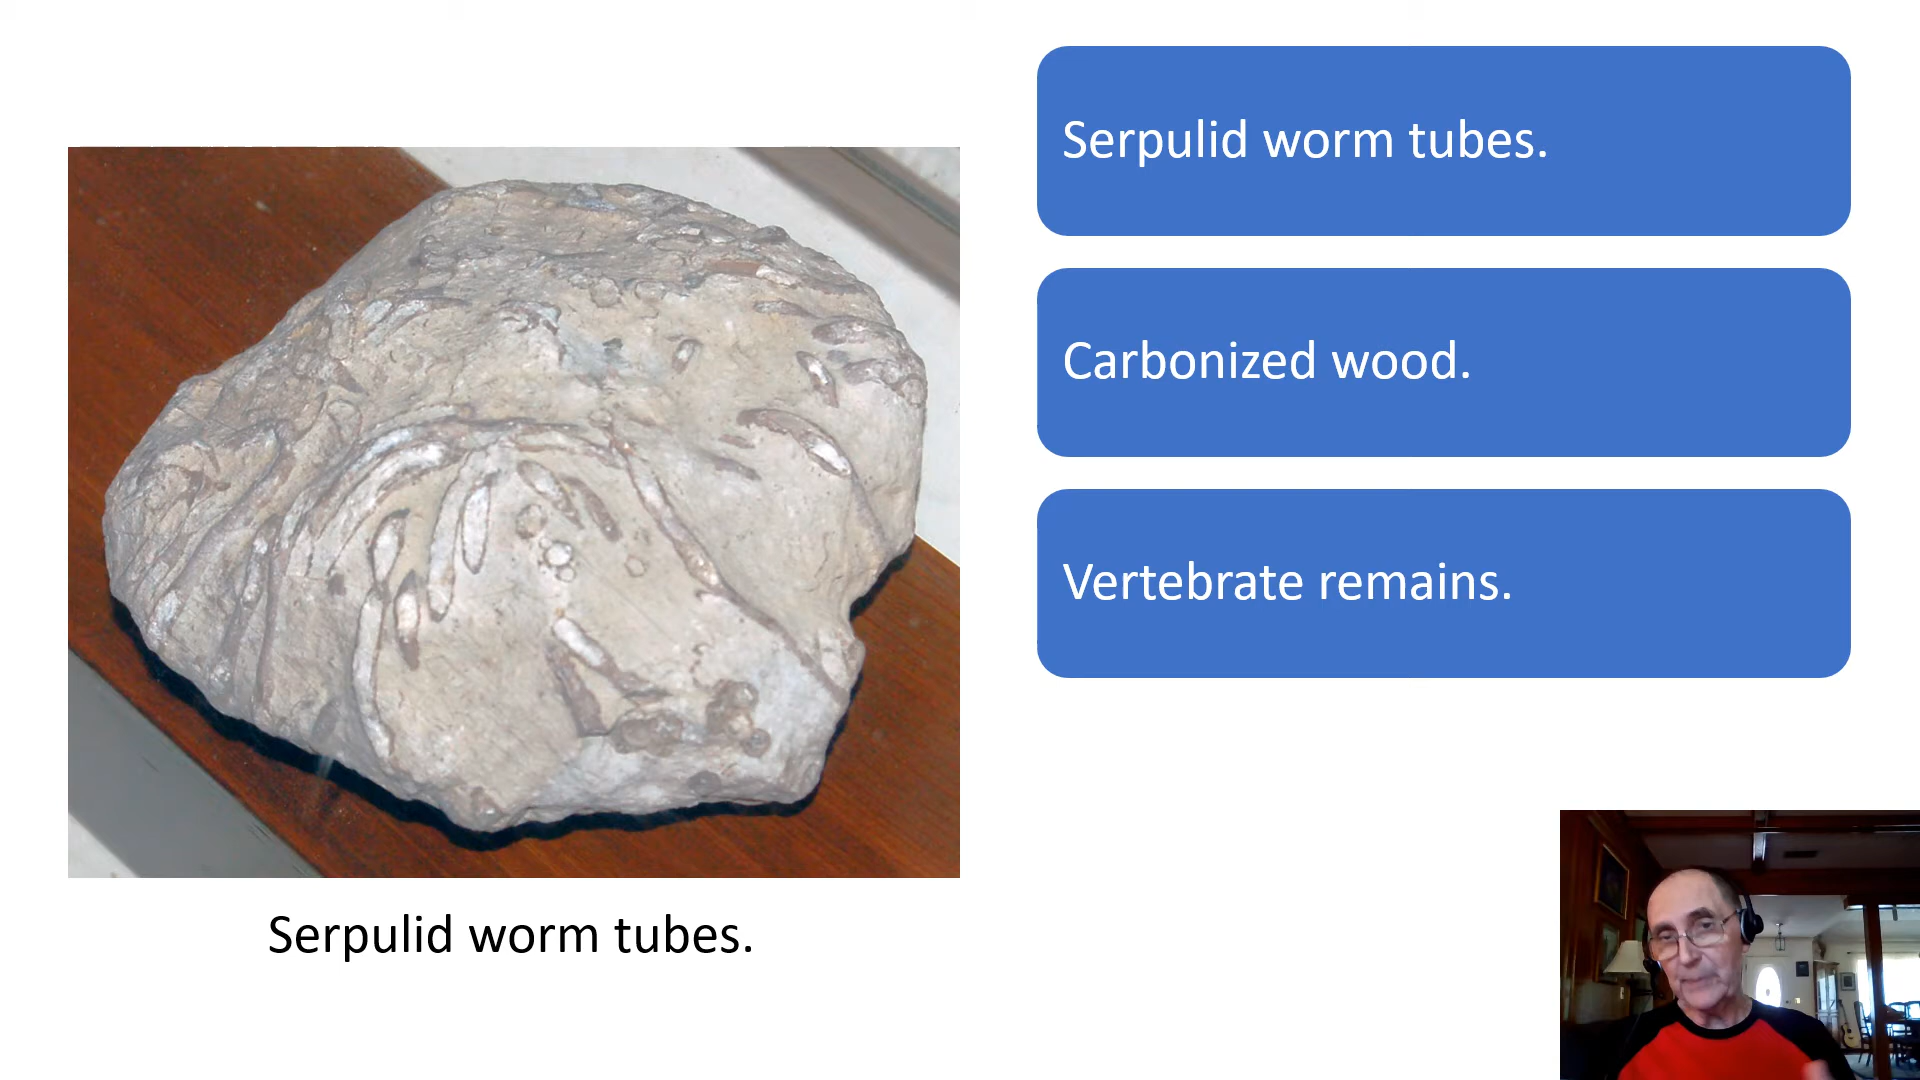 Serpulid worm tubes.
Carbonized wood.
Vertebrate remains.
Serpulid worm tubes.